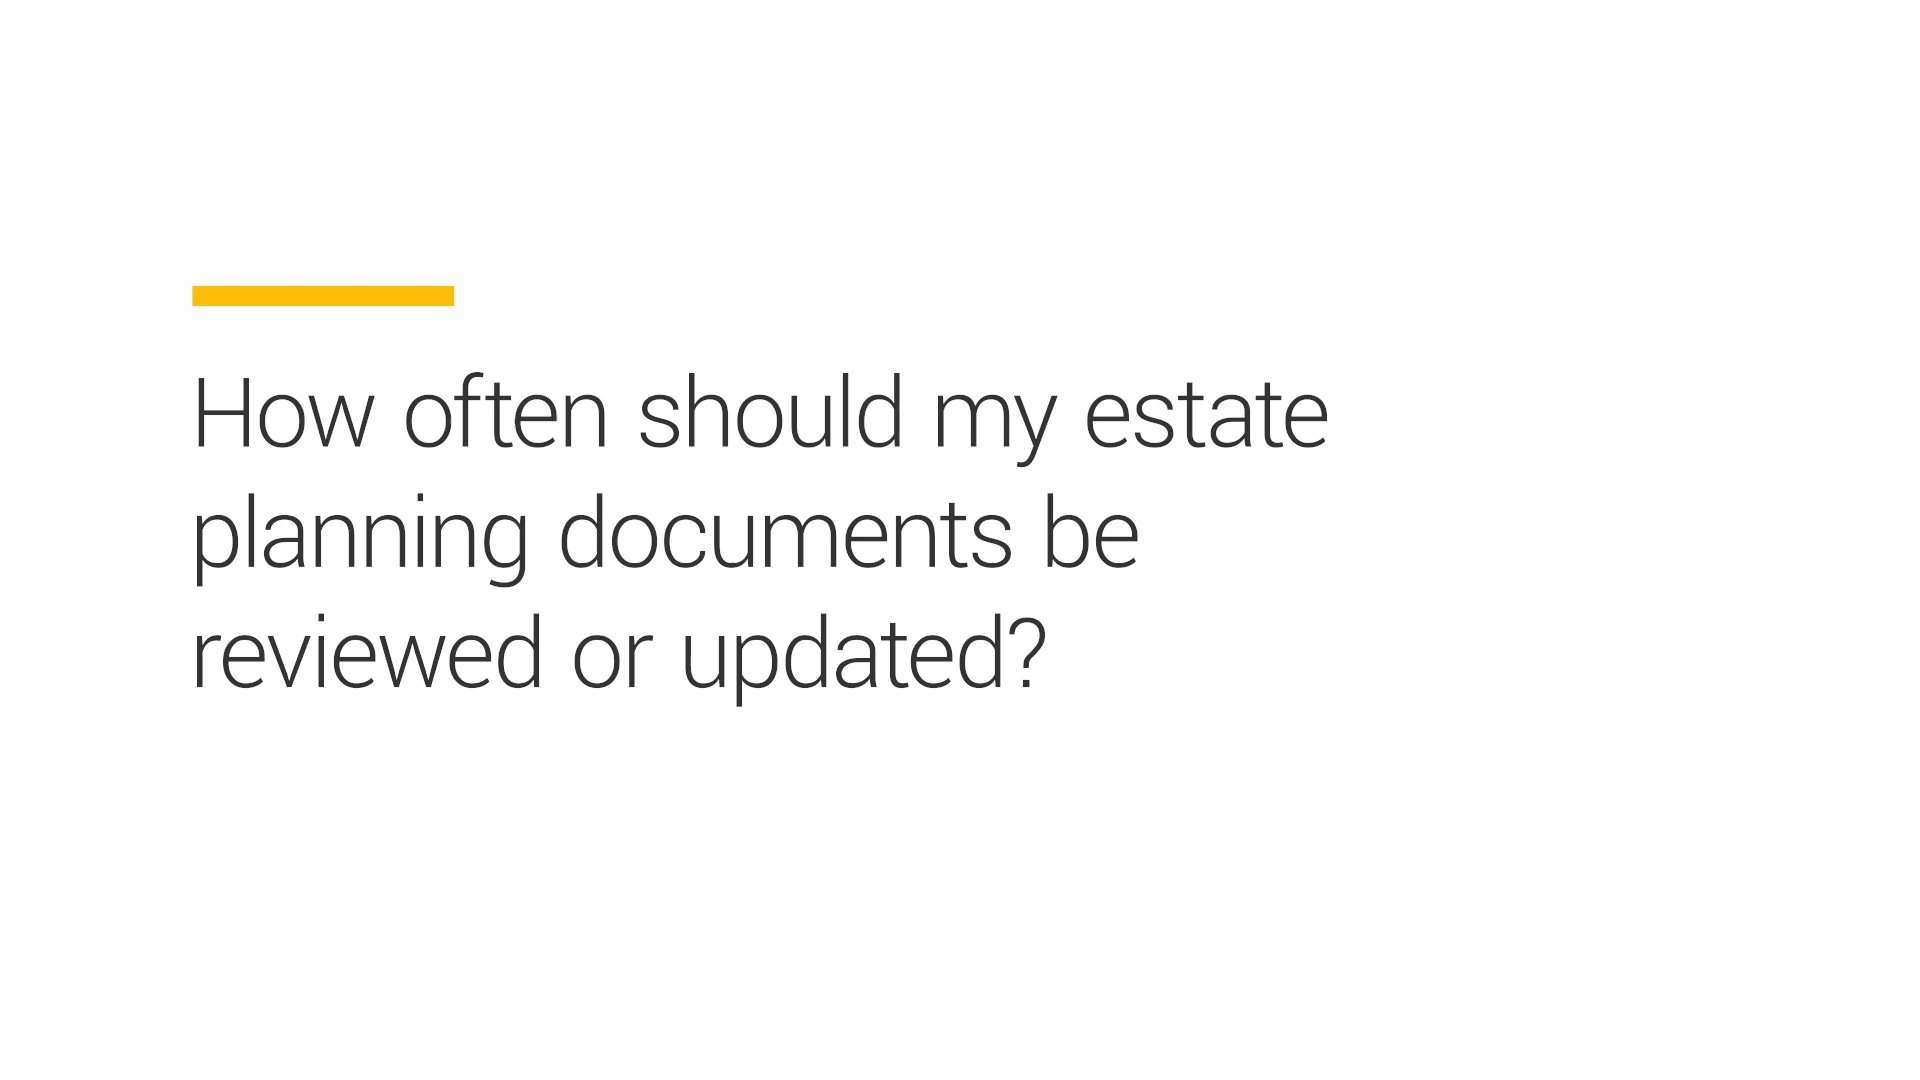 How often should my estate
planning documents be
reviewed or updated?